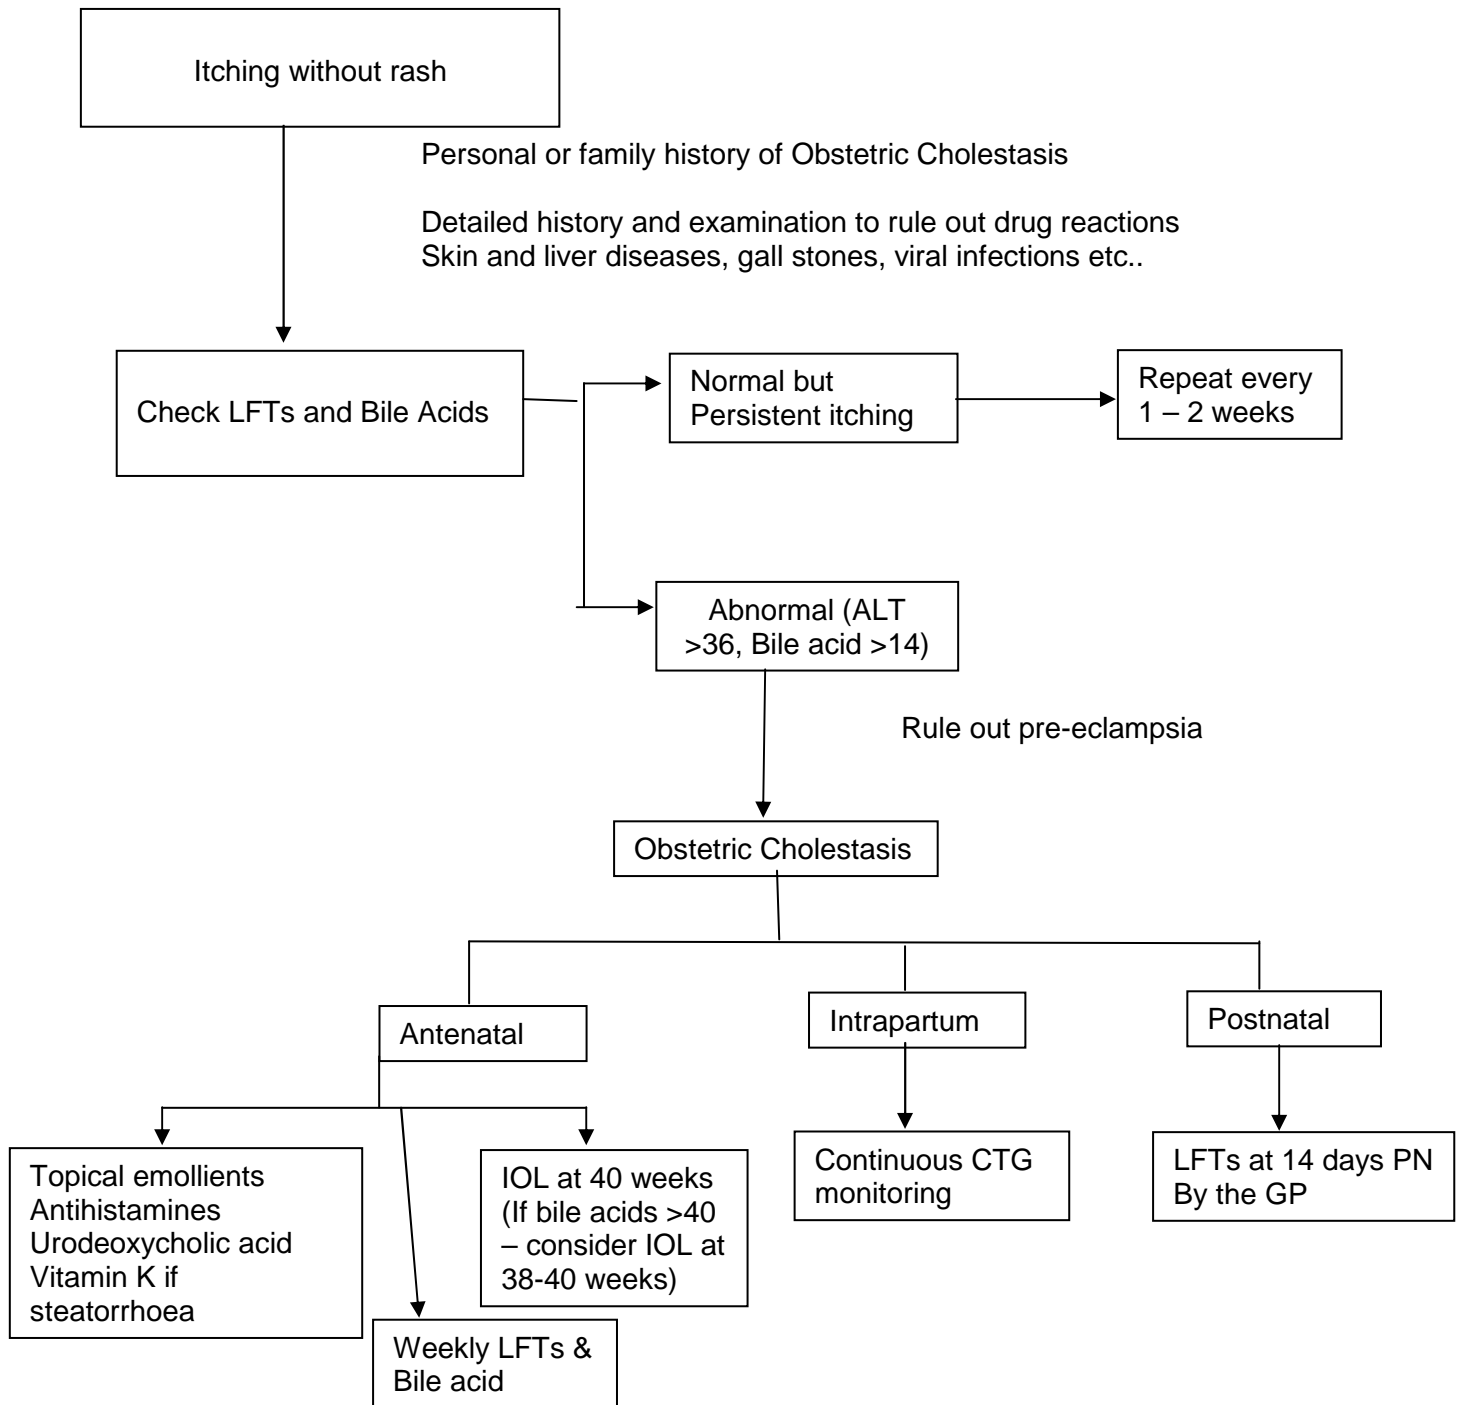 Itching without rash
Personal or family history of Obstetric Cholestasis
Detailed history and examination to rule out drug reactions
Skin and liver diseases, gall stones, viral infections etc..
Check LFTs and Bile Acids
Normal but
Persistent itching
Repeat every
1 – 2 weeks
Abnormal (ALT
>36, Bile acid >14)
Rule out pre-eclampsia
Obstetric Cholestasis
Antenatal
Intrapartum
Postnatal
Topical emollients
Antihistamines
Urodeoxycholic acid
Vitamin K if
steatorrhoea
Weekly LFTs &
Bile acid
IOL at 40 weeks
(If bile acids >40
– consider IOL at
38-40 weeks)
Continuous CTG
monitoring
LFTs at 14 days PN
By the GP